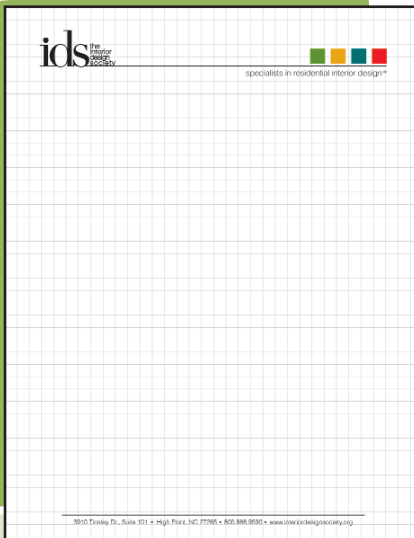 ids
the
interior
design
society
specialists in residential interior design℠
3910 Tinsley Dr., Suite 101 • High Point, NC 27265 • 800.888.9590 • www.interiordesignsociety.org